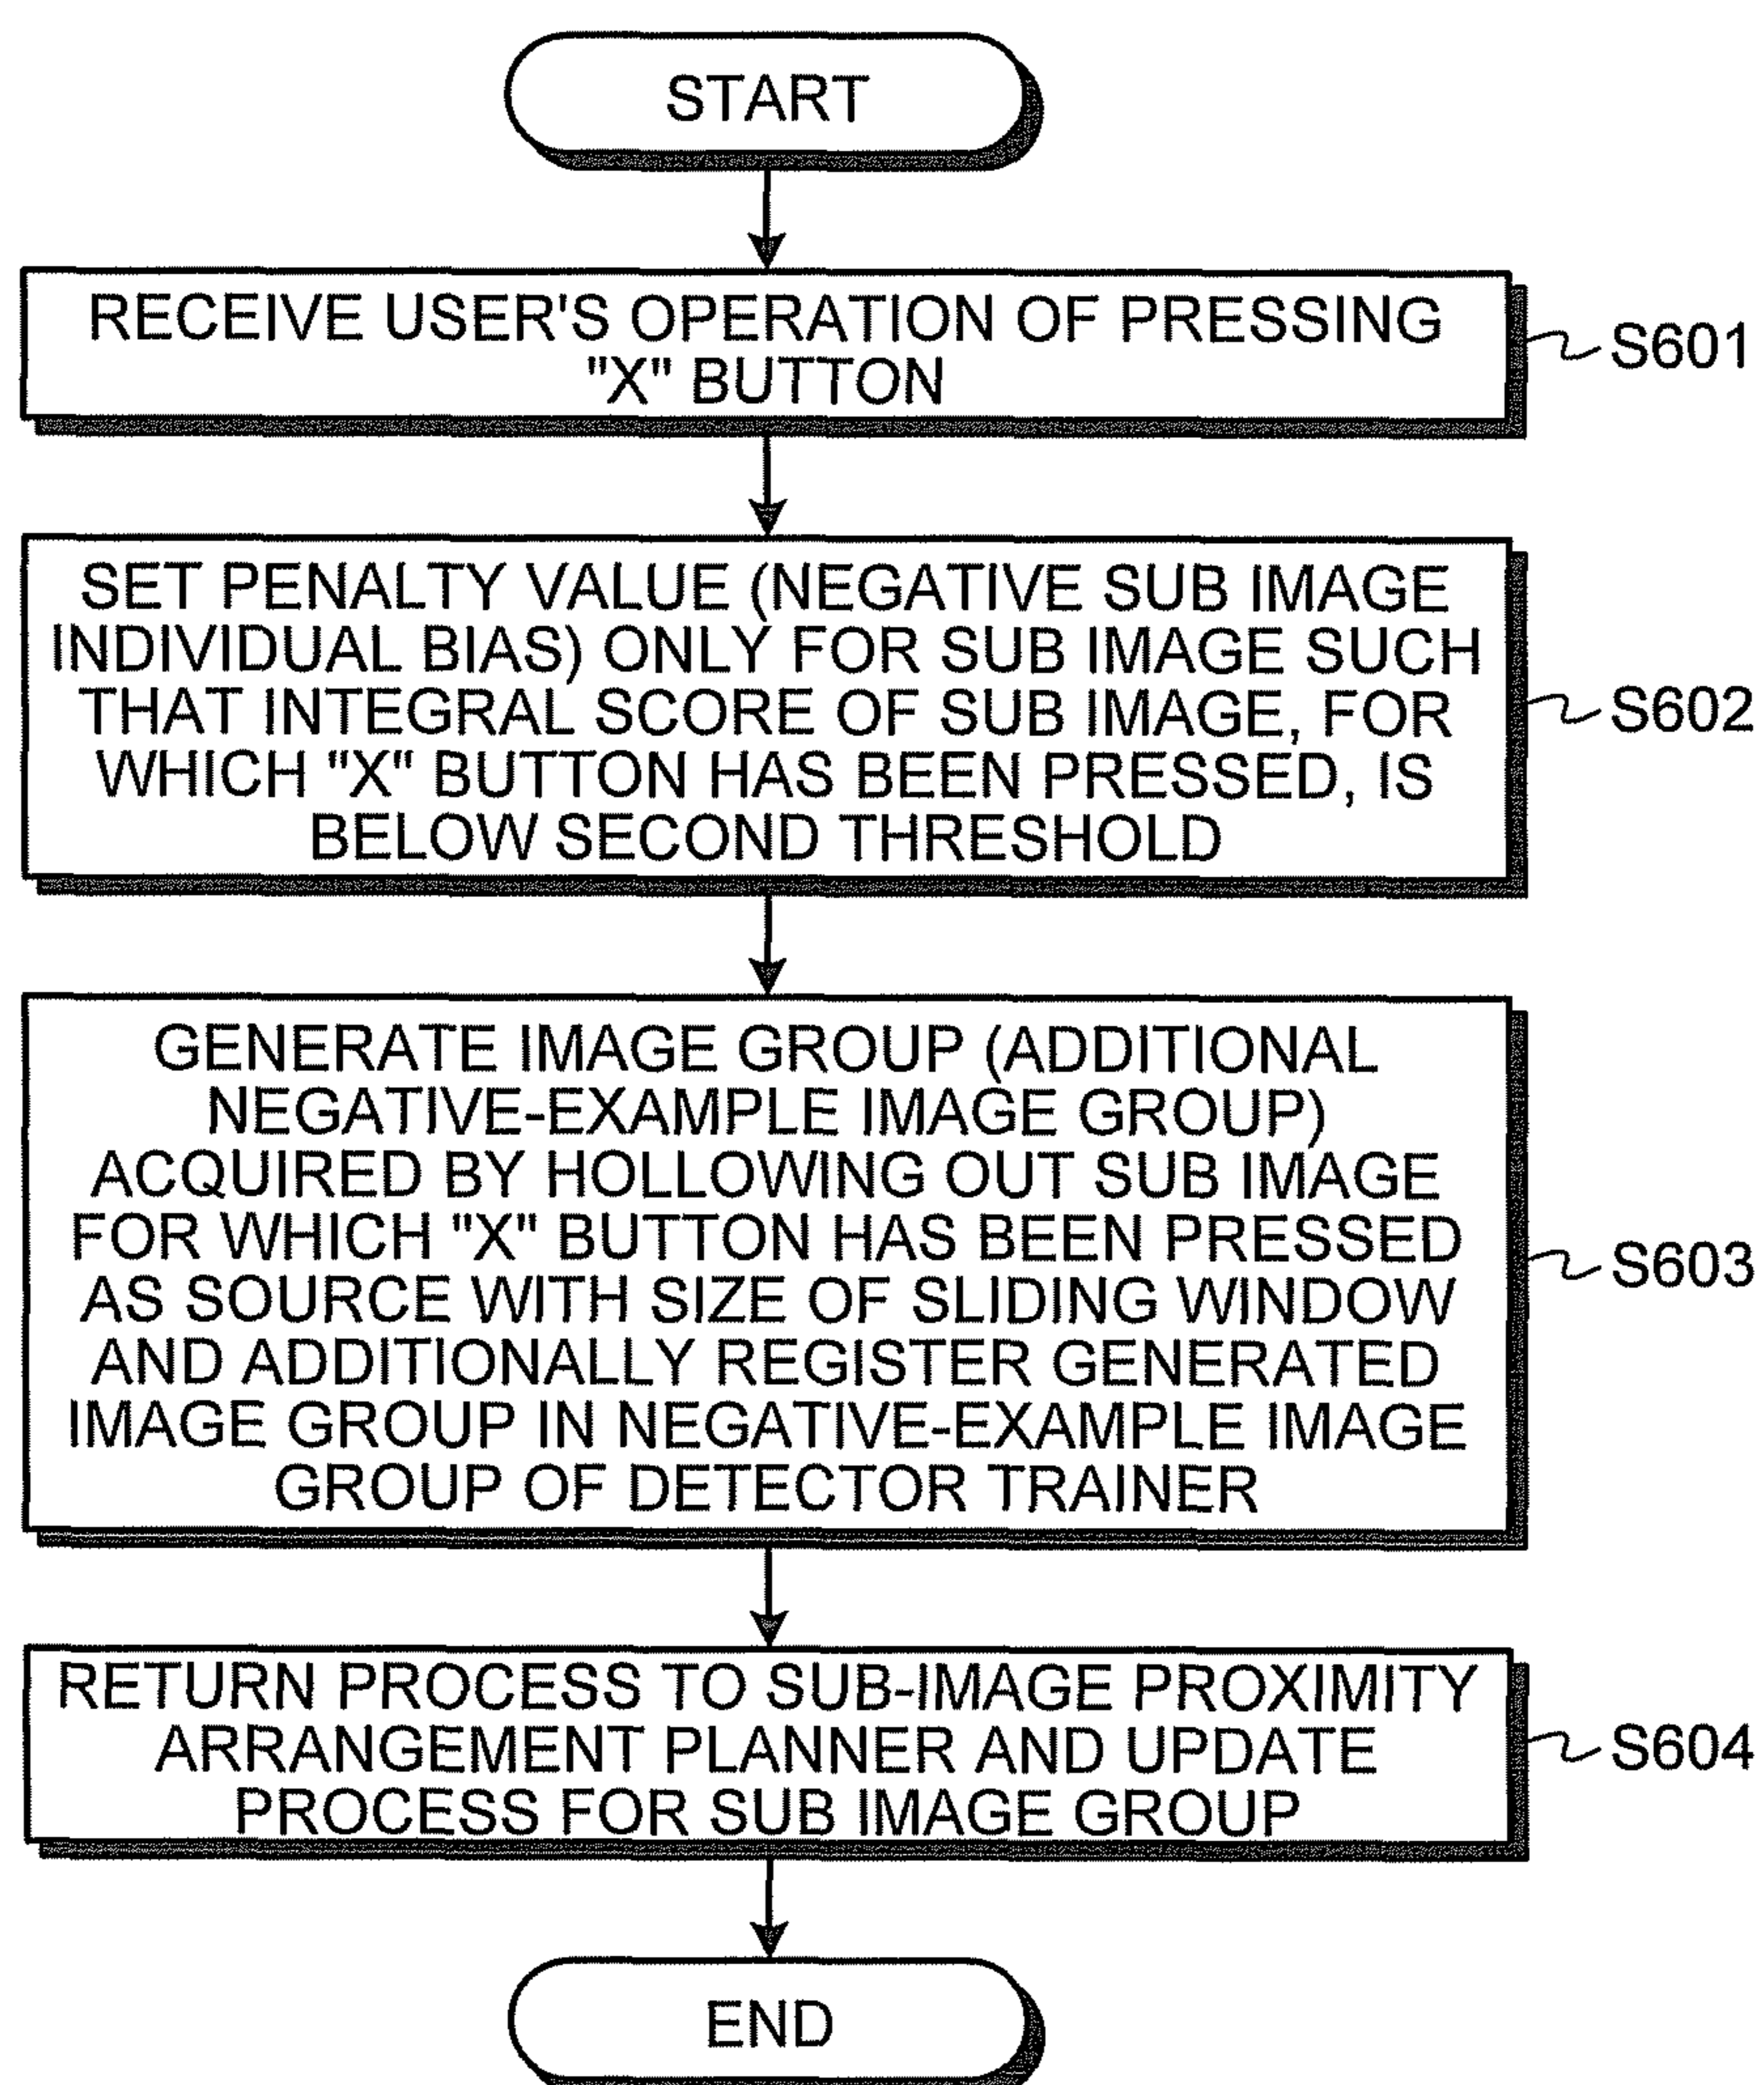 START
RECEIVE USER'S OPERATION OF PRESSING
"X" BUTTON
S601
SET PENALTY VALUE (NEGATIVE SUB IMAGE
INDIVIDUAL BIAS) ONLY FOR SUB IMAGE SUCH
THAT INTEGRAL SCORE OF SUB IMAGE, FOR
WHICH "X" BUTTON HAS BEEN PRESSED, IS
BELOW SECOND THRESHOLD
S602
GENERATE IMAGE GROUP (ADDITIONAL
NEGATIVE-EXAMPLE IMAGE GROUP)
ACQUIRED BY HOLLOWING OUT SUB IMAGE
FOR WHICH "X" BUTTON HAS BEEN PRESSED
AS SOURCE WITH SIZE OF SLIDING WINDOW
AND ADDITIONALLY REGISTER GENERATED
IMAGE GROUP IN NEGATIVE-EXAMPLE IMAGE
GROUP OF DETECTOR TRAINER
S603
RETURN PROCESS TO SUB-IMAGE PROXIMITY
ARRANGEMENT PLANNER AND UPDATE
PROCESS FOR SUB IMAGE GROUP
S604
END